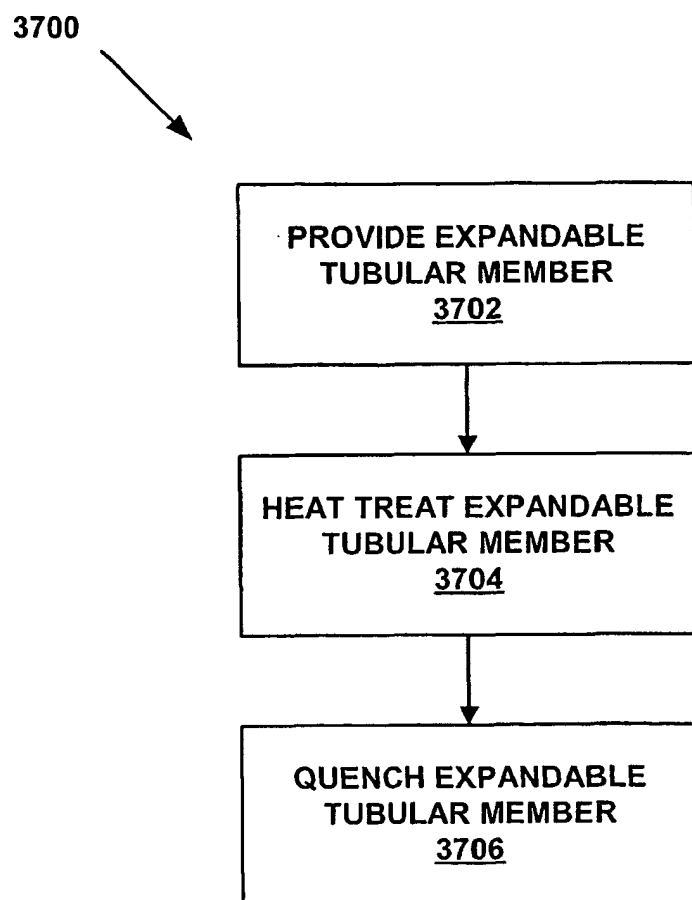 3700
PROVIDE EXPANDABLE
TUBULAR MEMBER
3702
HEAT TREAT EXPANDABLE
TUBULAR MEMBER
3704
QUENCH EXPANDABLE
TUBULAR MEMBER
3706